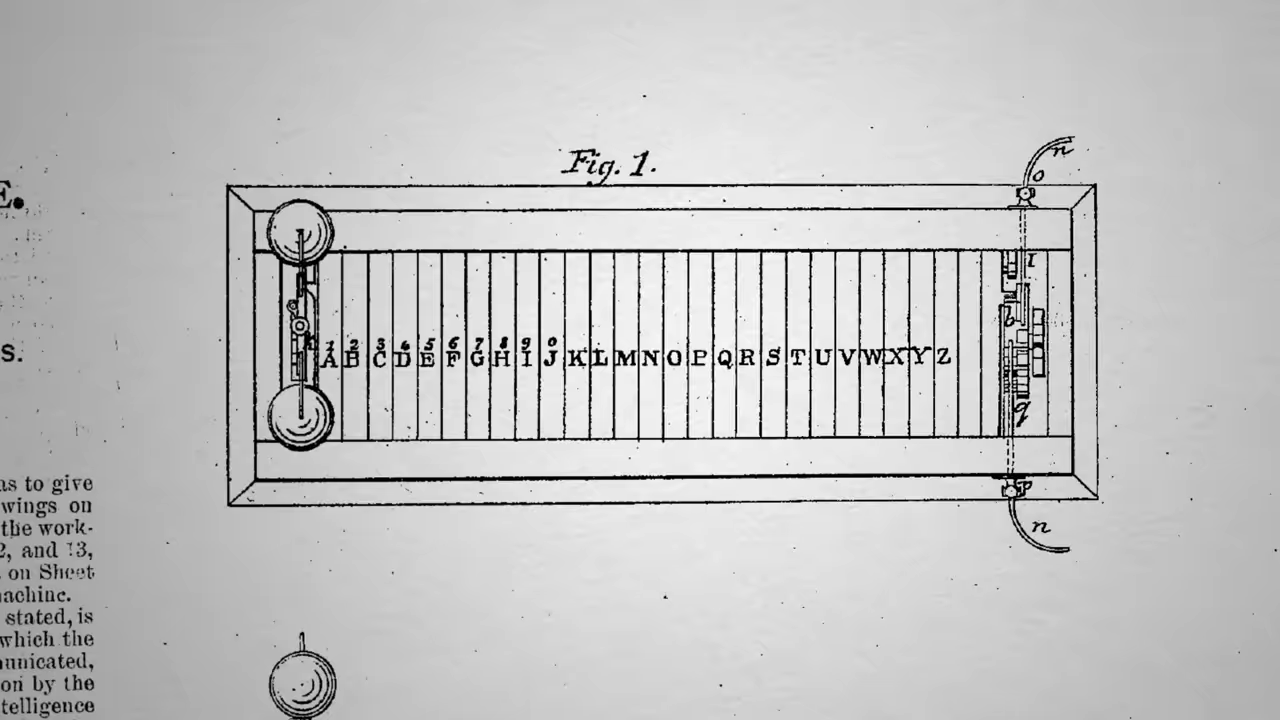 E.
S.
Fig. 1.
n
o
I
b
1 2 3 4 5 6 7 8 9 0
A B C D E F G H I J K L M N O P Q R S T U V W X Y Z
q
p
n
as to give
wings on
the work-
2, and 13,
on Sheet
achine.
stated, is
which the
unicated,
on by the
telligence